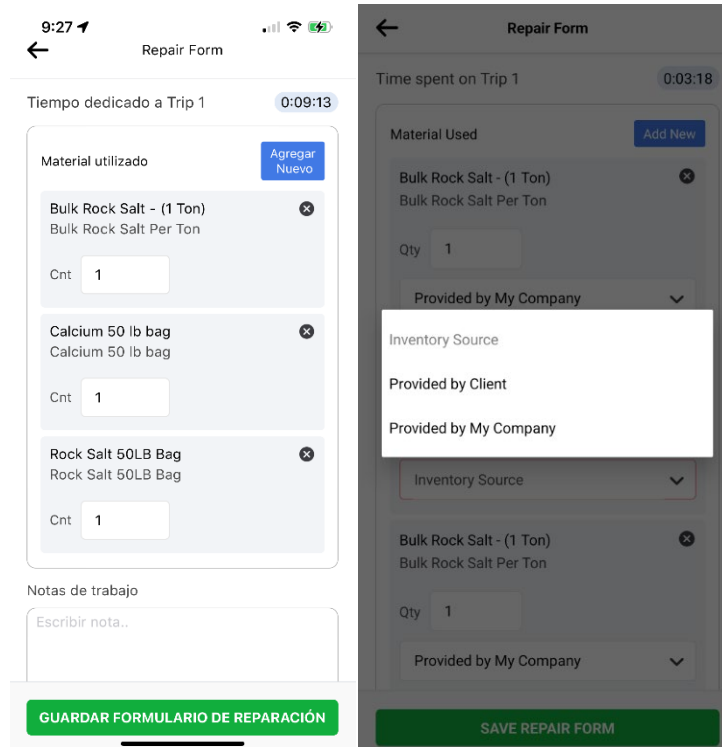 9:27
Repair Form
Tiempo dedicado a Trip 1
0:09:13
Material utilizado
Agregar
Nuevo
Bulk Rock Salt - (1 Ton)
Bulk Rock Salt Per Ton
Cnt 1
Calcium 50 lb bag
Calcium 50 lb bag
Cnt 1
Rock Salt 50LB Bag
Rock Salt 50LB Bag
Cnt 1
Notas de trabajo
Escribir nota..
GUARDAR FORMULARIO DE REPARACIÓN
Repair Form
Time spent on Trip 1
0:03:18
Material Used
Add New
Bulk Rock Salt - (1 Ton)
Bulk Rock Salt Per Ton
Qty 1
Provided by My Company
Inventory Source
Provided by Client
Provided by My Company
Inventory Source
Bulk Rock Salt - (1 Ton)
Bulk Rock Salt Per Ton
Qty 1
Provided by My Company
SAVE REPAIR FORM